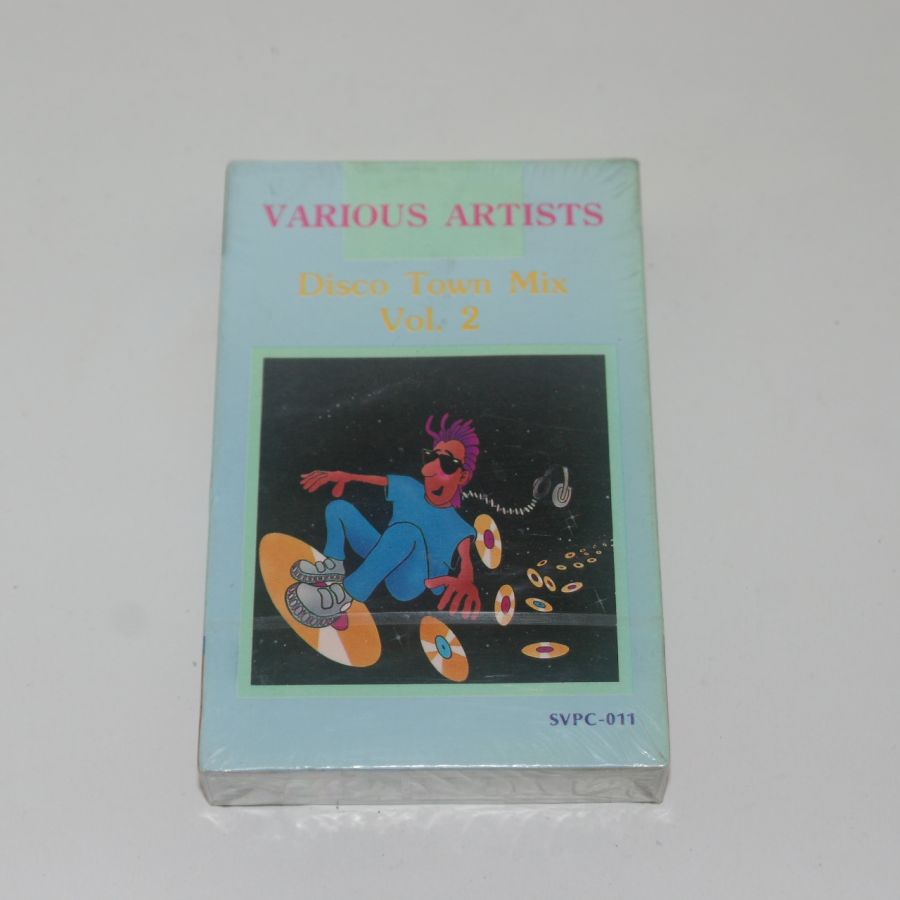 VARIOUS ARTISTS
Disco Town Mix
Vol. 2
SVPC-011